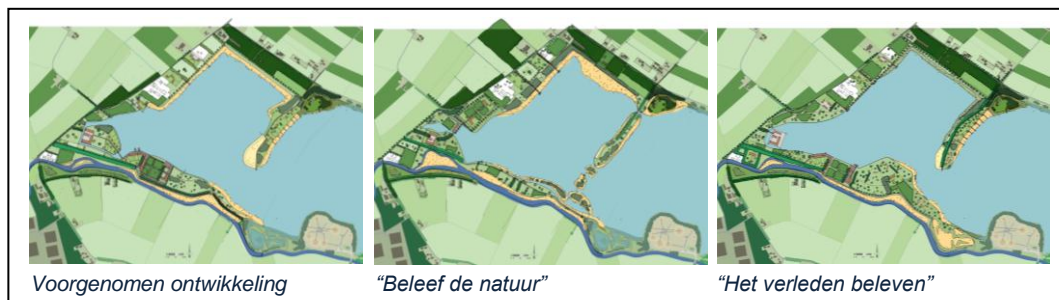 Voorgenomen ontwikkeling
“Beleef de natuur”
“Het verleden beleven”